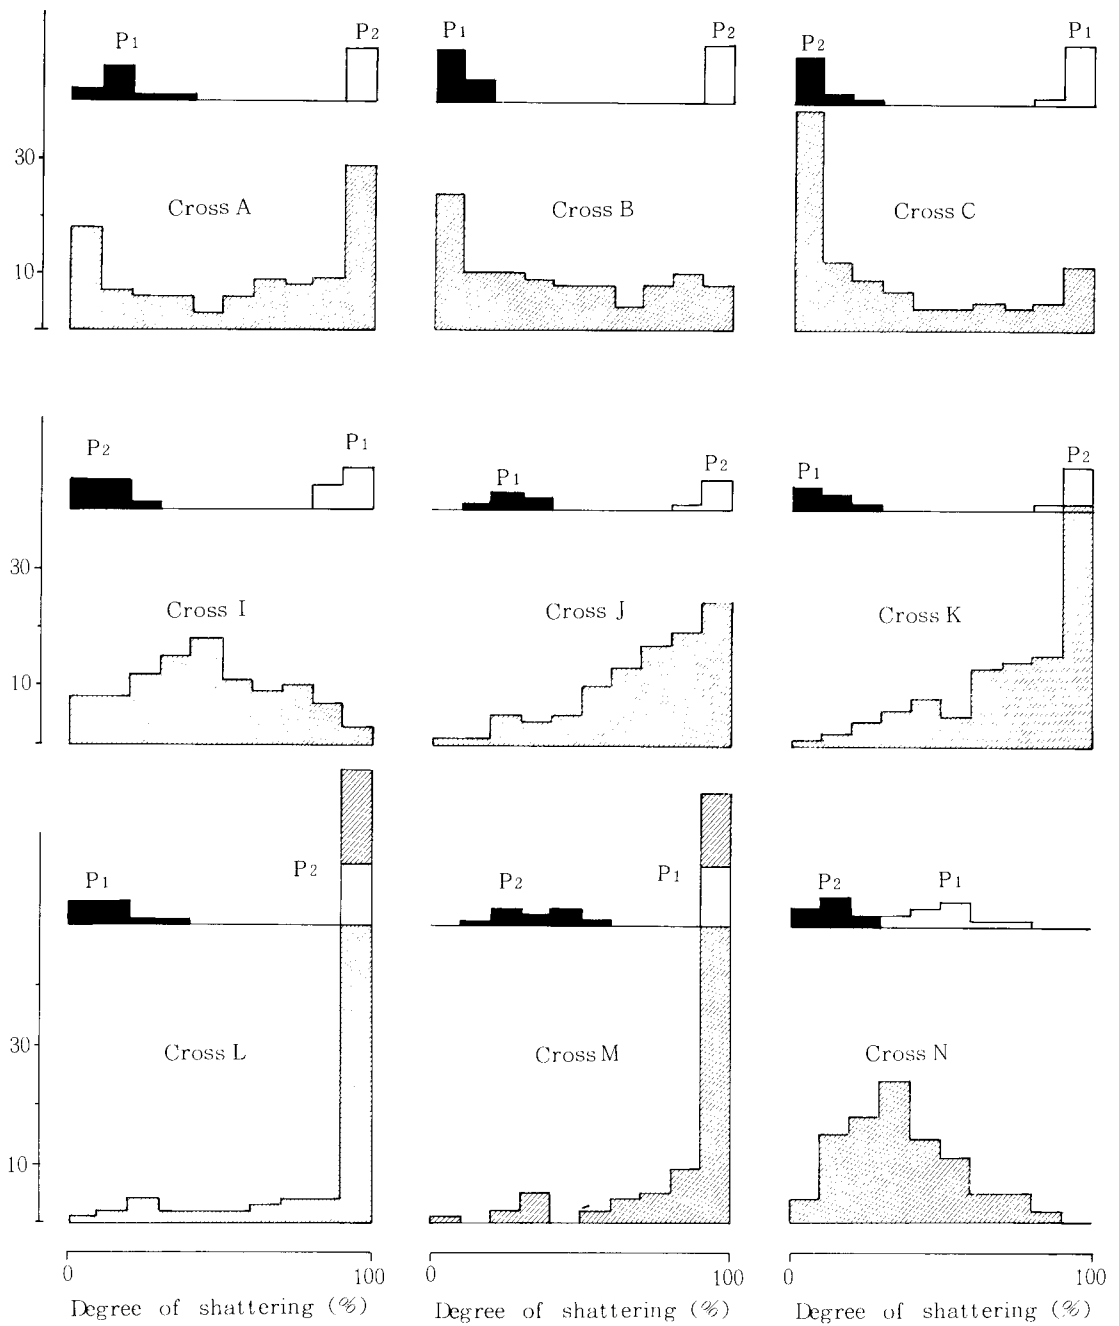 P1 P2 P1 P2 P2 P1
30
Cross A Cross B Cross C
10
P2 P1 P1 P2 P1 P2
30
Cross I Cross J Cross K
10
P1 P2 P2 P1 P2 P1
30
Cross L Cross M Cross N
10
0 100 0 100 0 100
Degree of shattering (%) Degree of shattering (%) Degree of shattering (%)